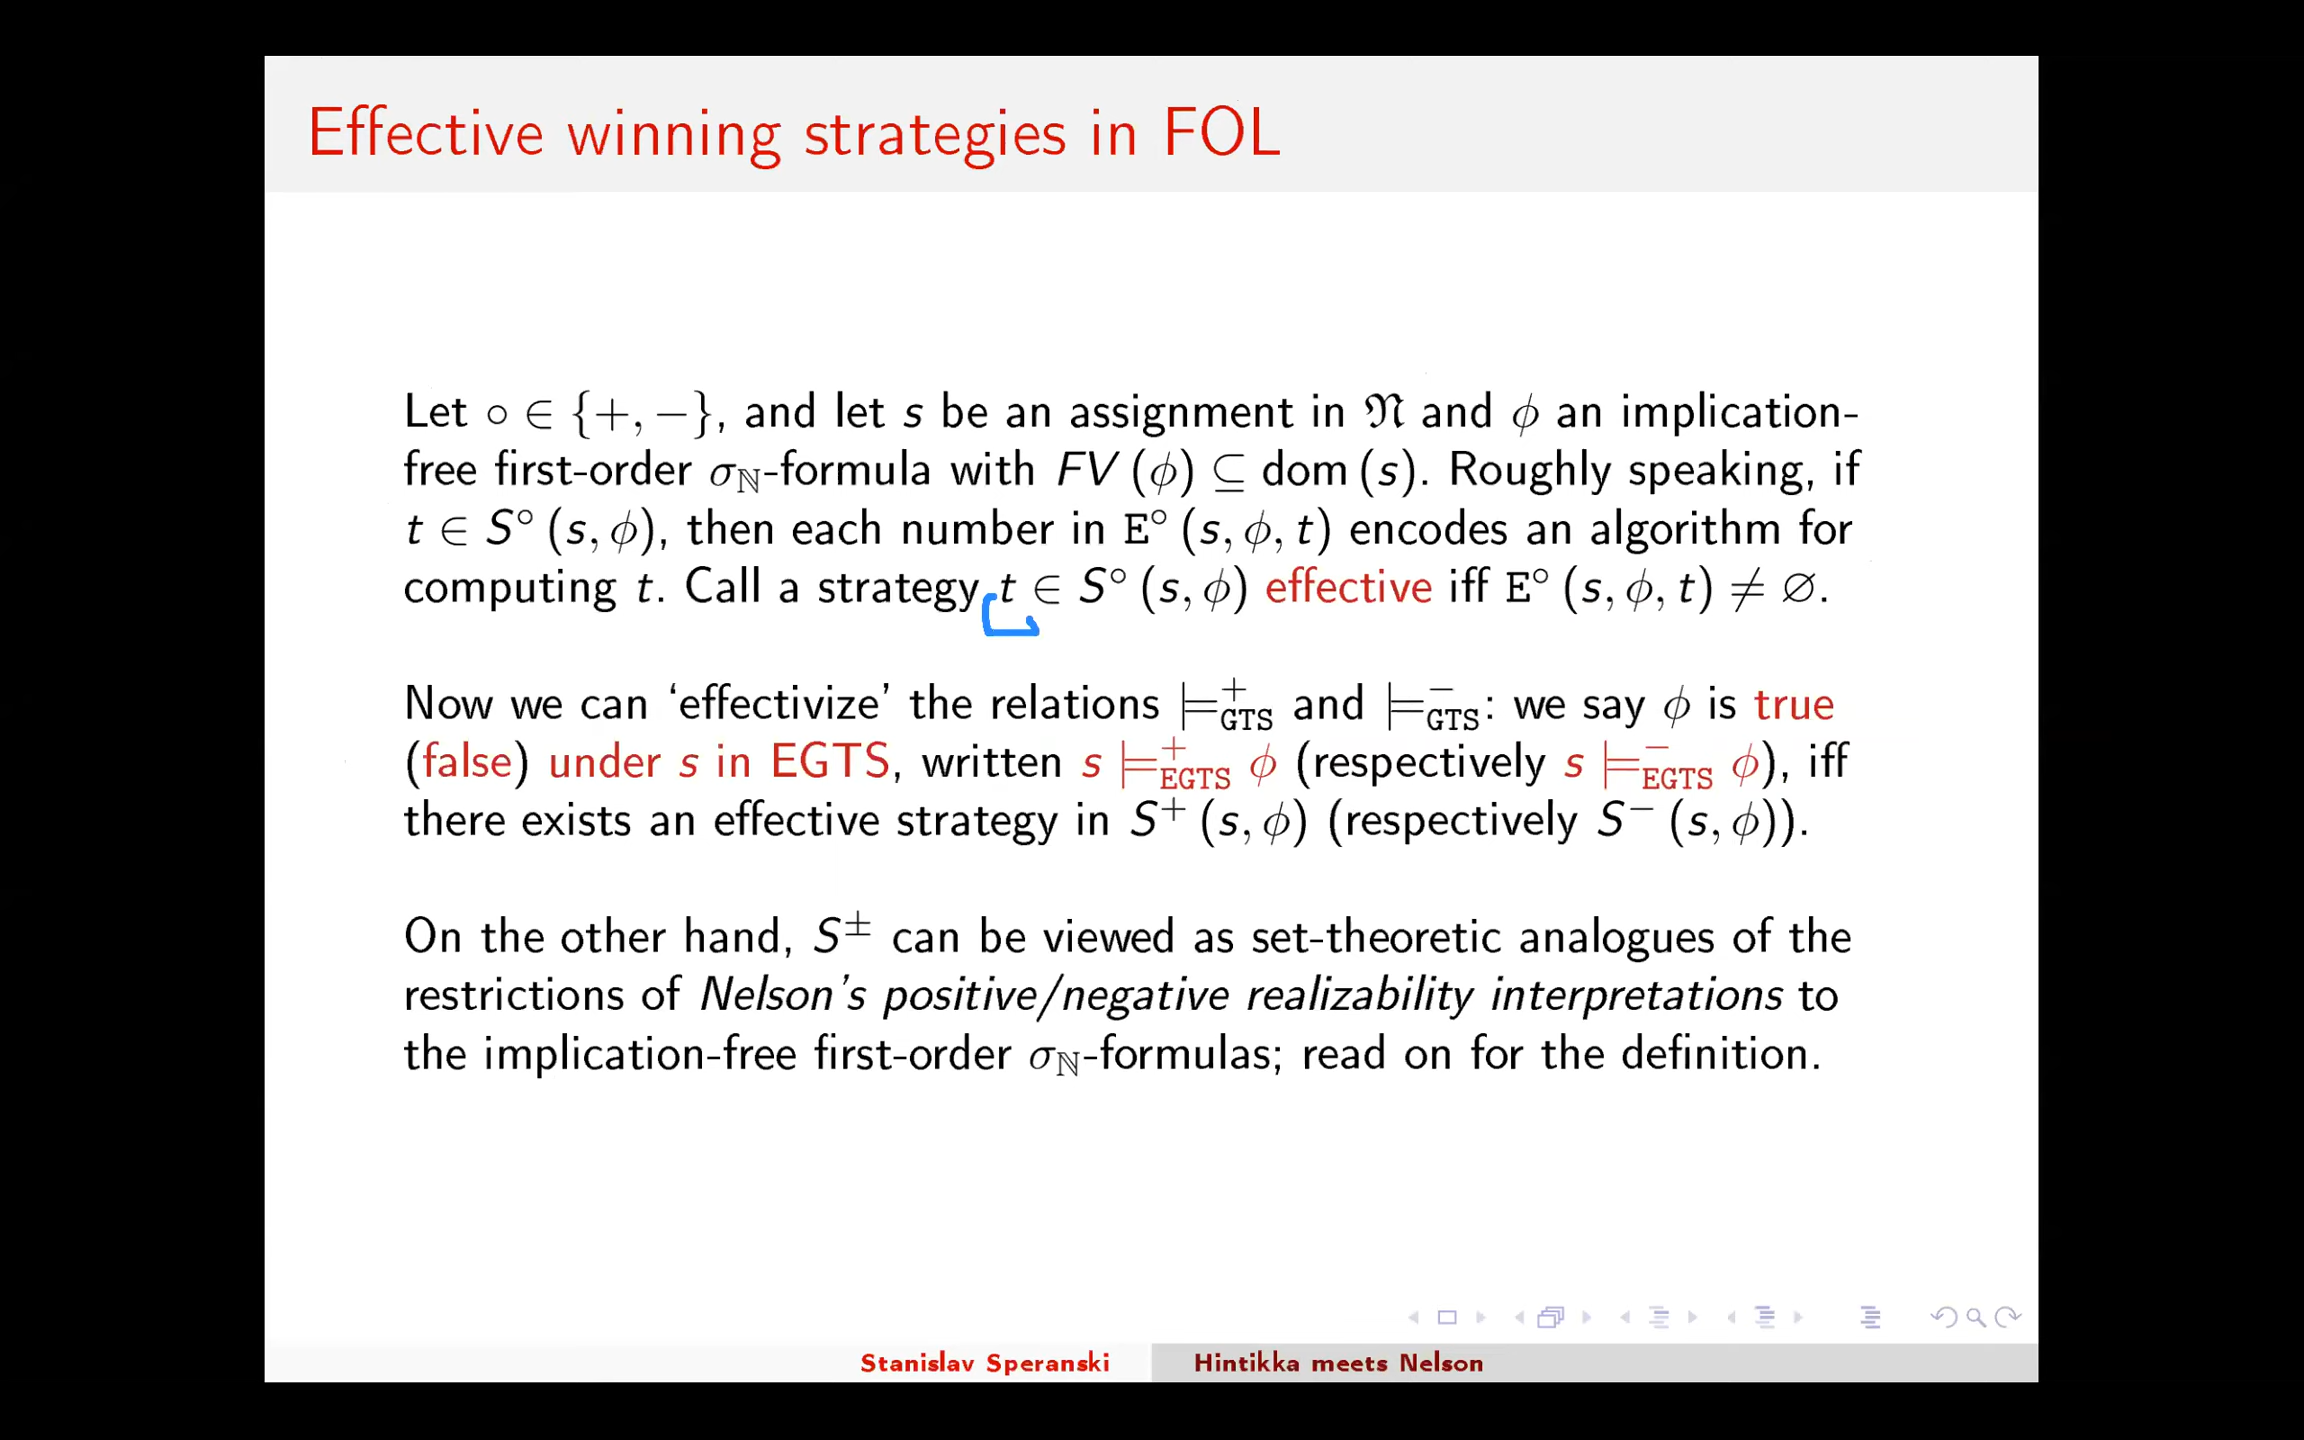 Effective winning strategies in FOL
Let ∘ ∈ {+, −}, and let s be an assignment in 𝔑 and ϕ an implication-
free first-order σ_ℕ-formula with FV (ϕ) ⊆ dom (s). Roughly speaking, if
t ∈ S° (s, ϕ), then each number in E° (s, ϕ, t) encodes an algorithm for
computing t. Call a strategy t ∈ S° (s, ϕ) effective iff E° (s, ϕ, t) ≠ ∅.
Now we can ‘effectivize’ the relations ⊨⁺_GTS and ⊨⁻_GTS: we say ϕ is true
(false) under s in EGTS, written s ⊨⁺_EGTS ϕ (respectively s ⊨⁻_EGTS ϕ), iff
there exists an effective strategy in S⁺ (s, ϕ) (respectively S⁻ (s, ϕ)).
On the other hand, S^± can be viewed as set-theoretic analogues of the
restrictions of Nelson’s positive/negative realizability interpretations to
the implication-free first-order σ_ℕ-formulas; read on for the definition.
Stanislav Speranski
Hintikka meets Nelson